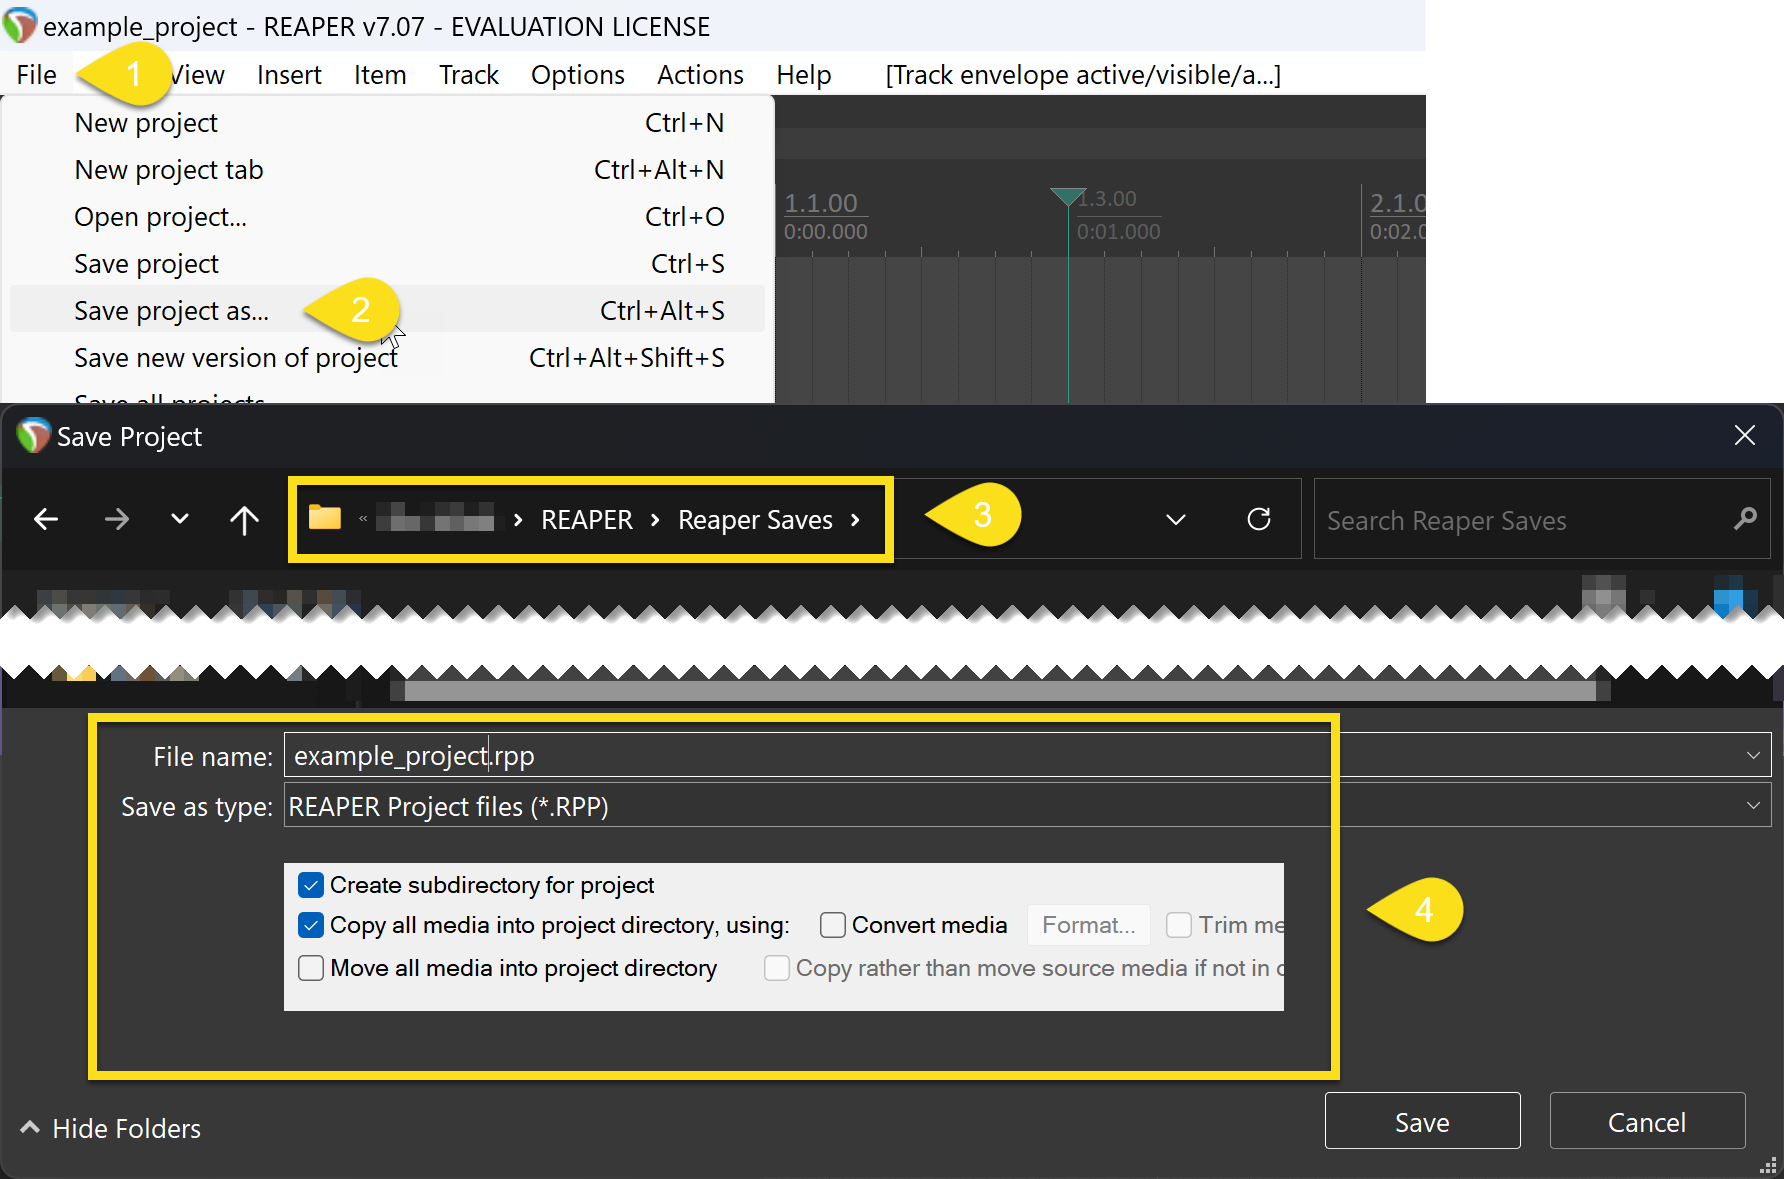 example_project - REAPER v7.07 - EVALUATION LICENSE
File 1 View Insert Item Track Options Actions Help [Track envelope active/visible/a...]
New project Ctrl+N
New project tab Ctrl+Alt+N
Open project... Ctrl+O
Save project Ctrl+S
Save project as... 2 Ctrl+Alt+S
Save new version of project Ctrl+Alt+Shift+S
Save all projects
1.1.00 1.3.00 2.1.0
0:00.000 0:01.000 0:02.0
Save Project
« REAPER > Reaper Saves > 3 Search Reaper Saves
File name: example_project.rpp
Save as type: REAPER Project files (*.RPP)
Create subdirectory for project
Copy all media into project directory, using: Convert media Format... Trim me
4
Move all media into project directory Copy rather than move source media if not in
Hide Folders Save Cancel